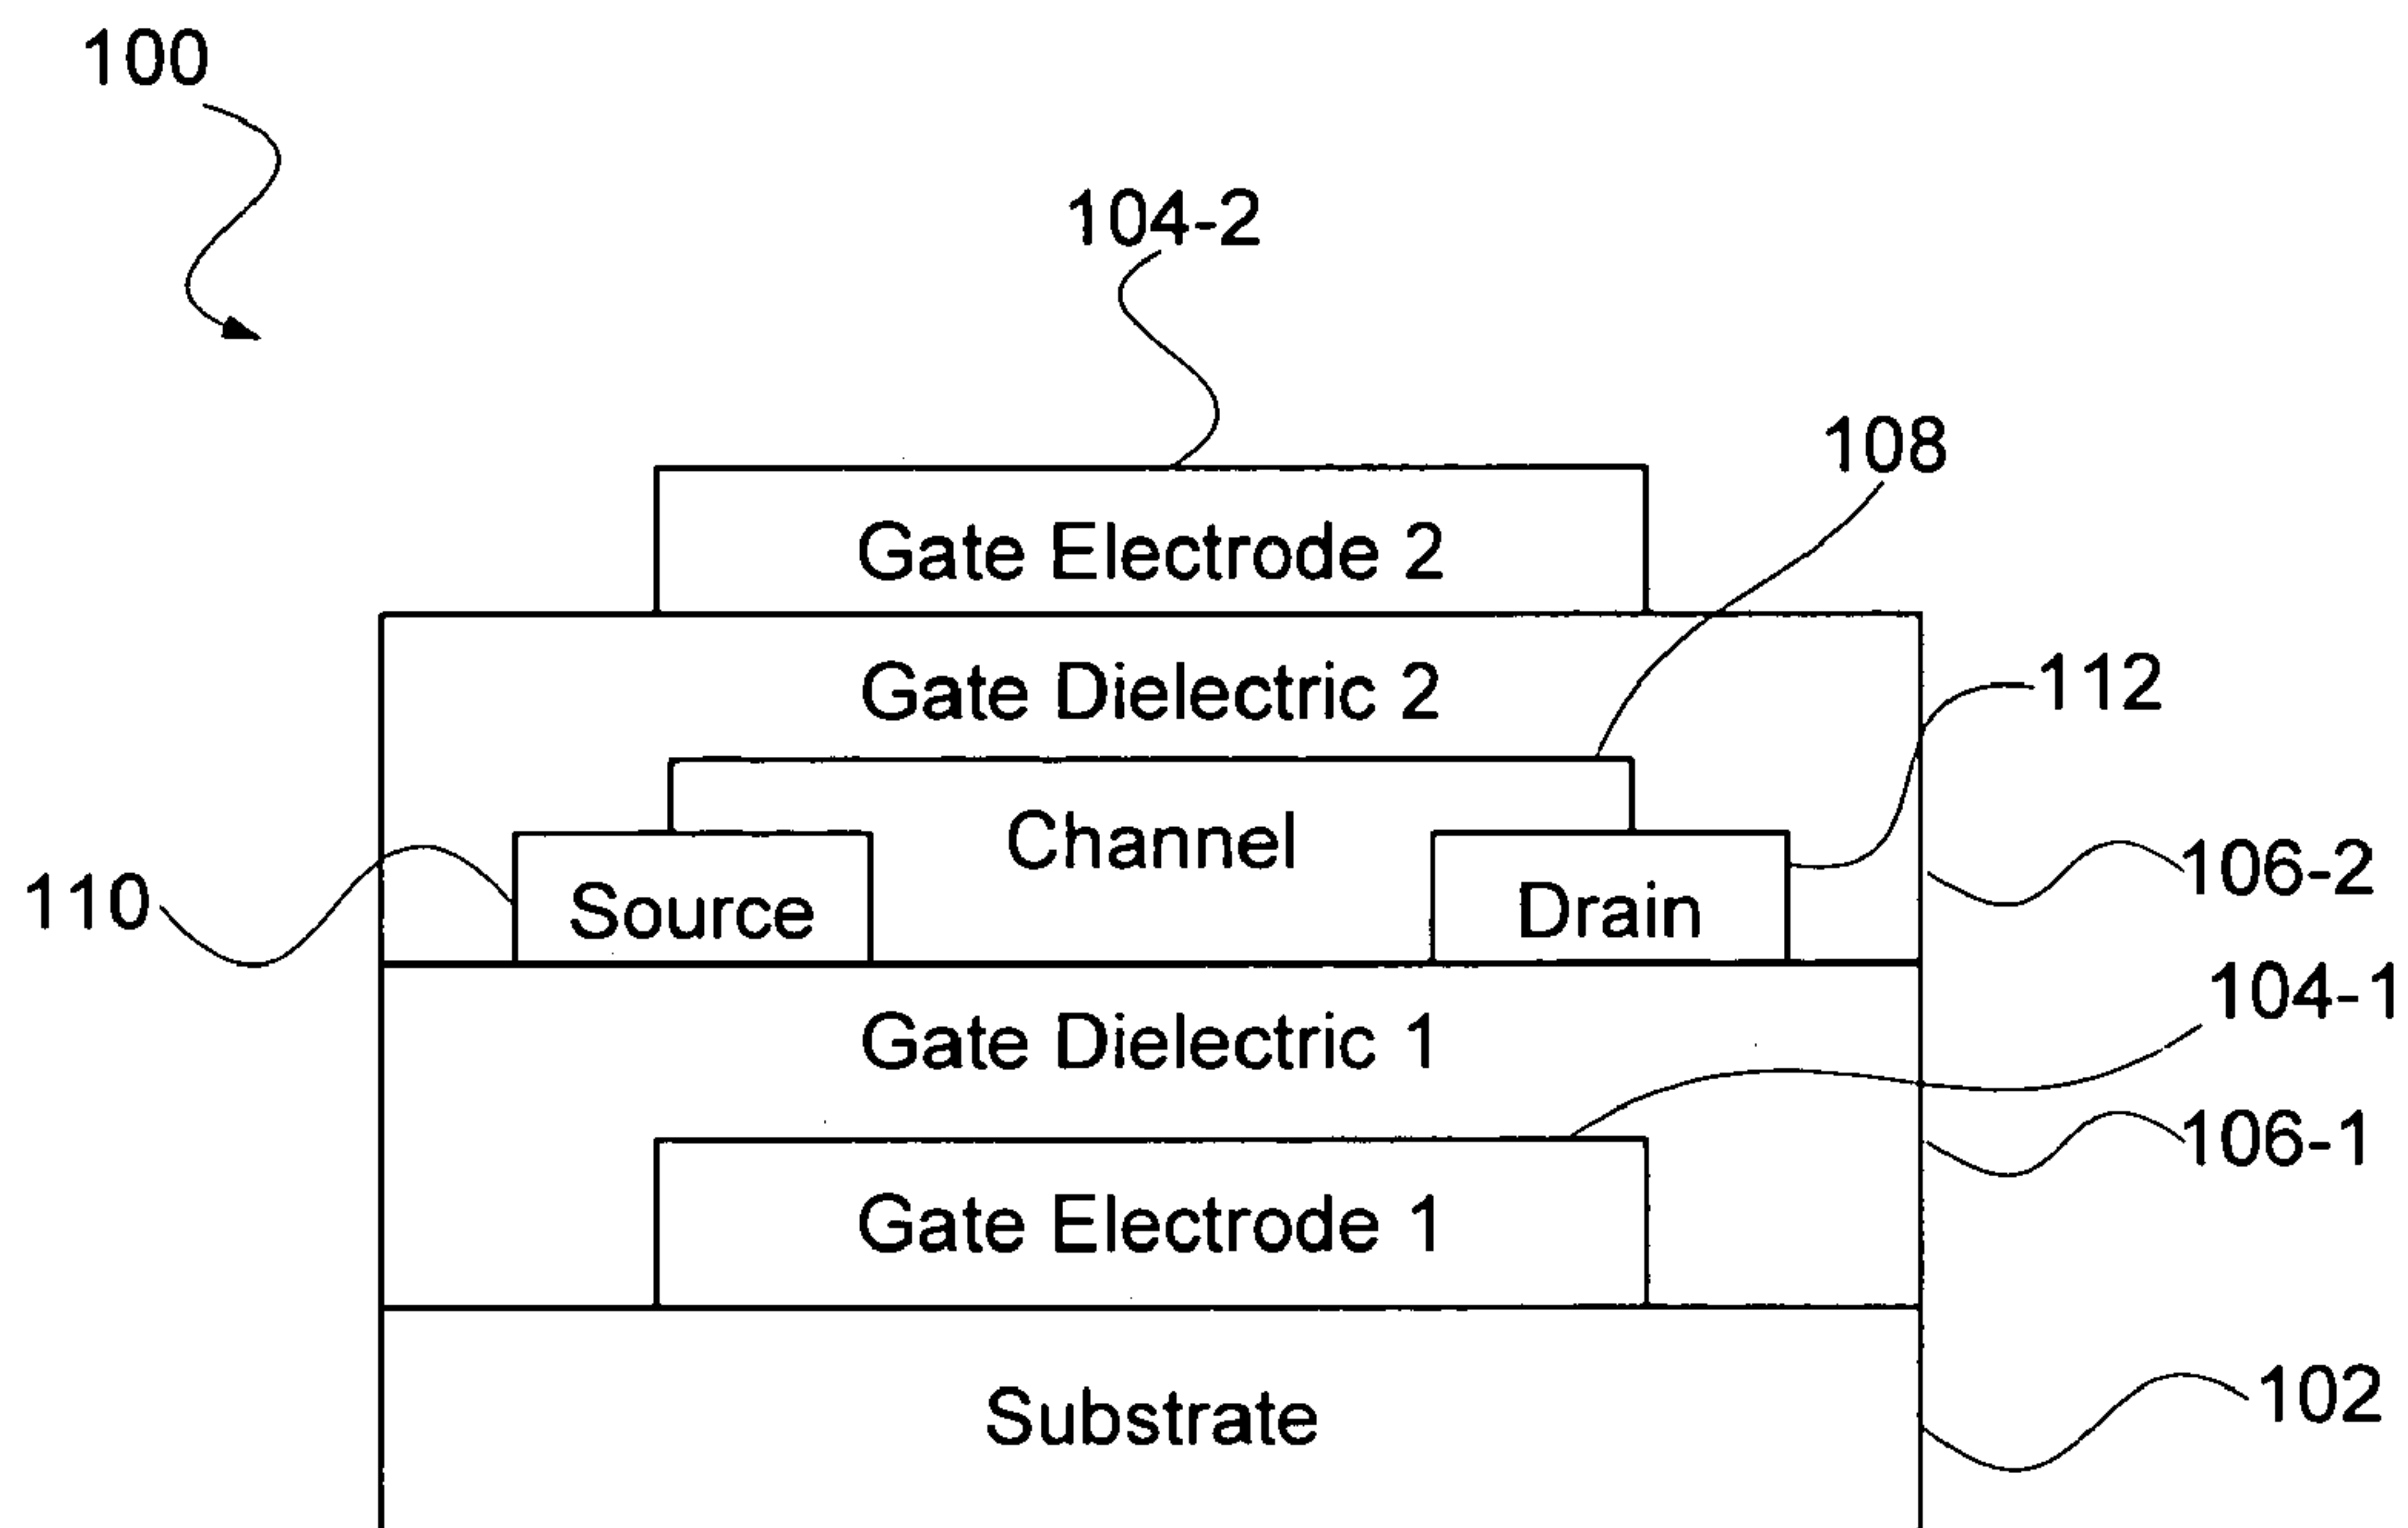 100
104-2
108
Gate Electrode 2
Gate Dielectric 2
112
Channel
106-2
110
Source
Drain
104-1
Gate Dielectric 1
106-1
Gate Electrode 1
102
Substrate